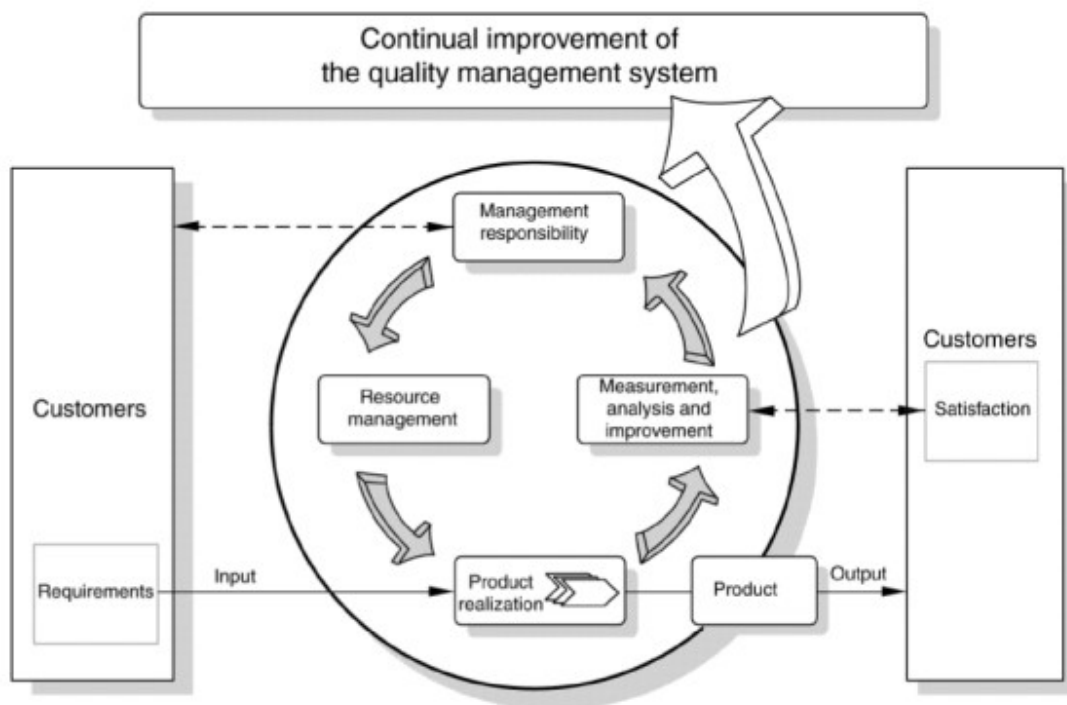 Continual improvement of
the quality management system
Management
responsibility
Customers
Resource
management
Measurement,
analysis and
improvement
Customers
Satisfaction
Requirements
Input
Product
realization
Product
Output